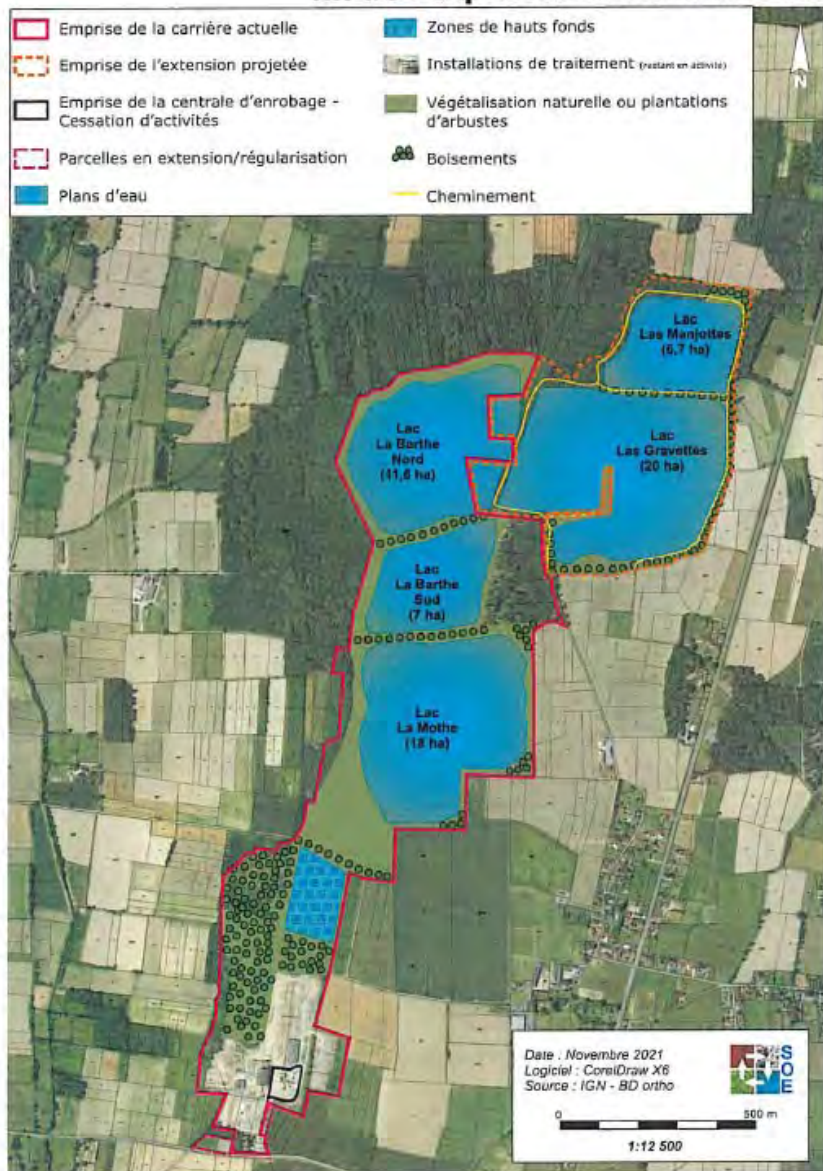 Emprise de la carrière actuelle
Emprise de l'extension projetée
Emprise de la centrale d'enrobage -
Cessation d'activités
Parcelles en extension/régularisation
Plans d'eau
Zones de hauts fonds
Installations de traitement (restant en activité)
Végétalisation naturelle ou plantations
d'arbustes
Boisements
Cheminement
N
Lac
Las Manjottes
(6,7 ha)
Lac
La Barthe
Nord
(11,6 ha)
Lac
Las Gravettes
(20 ha)
Lac
La Barthe
Sud
(7 ha)
Lac
La Mothe
(18 ha)
Date : Novembre 2021
Logiciel : CorelDraw X6
Source : IGN - BD ortho
SOE
0 500 m
1:12 500